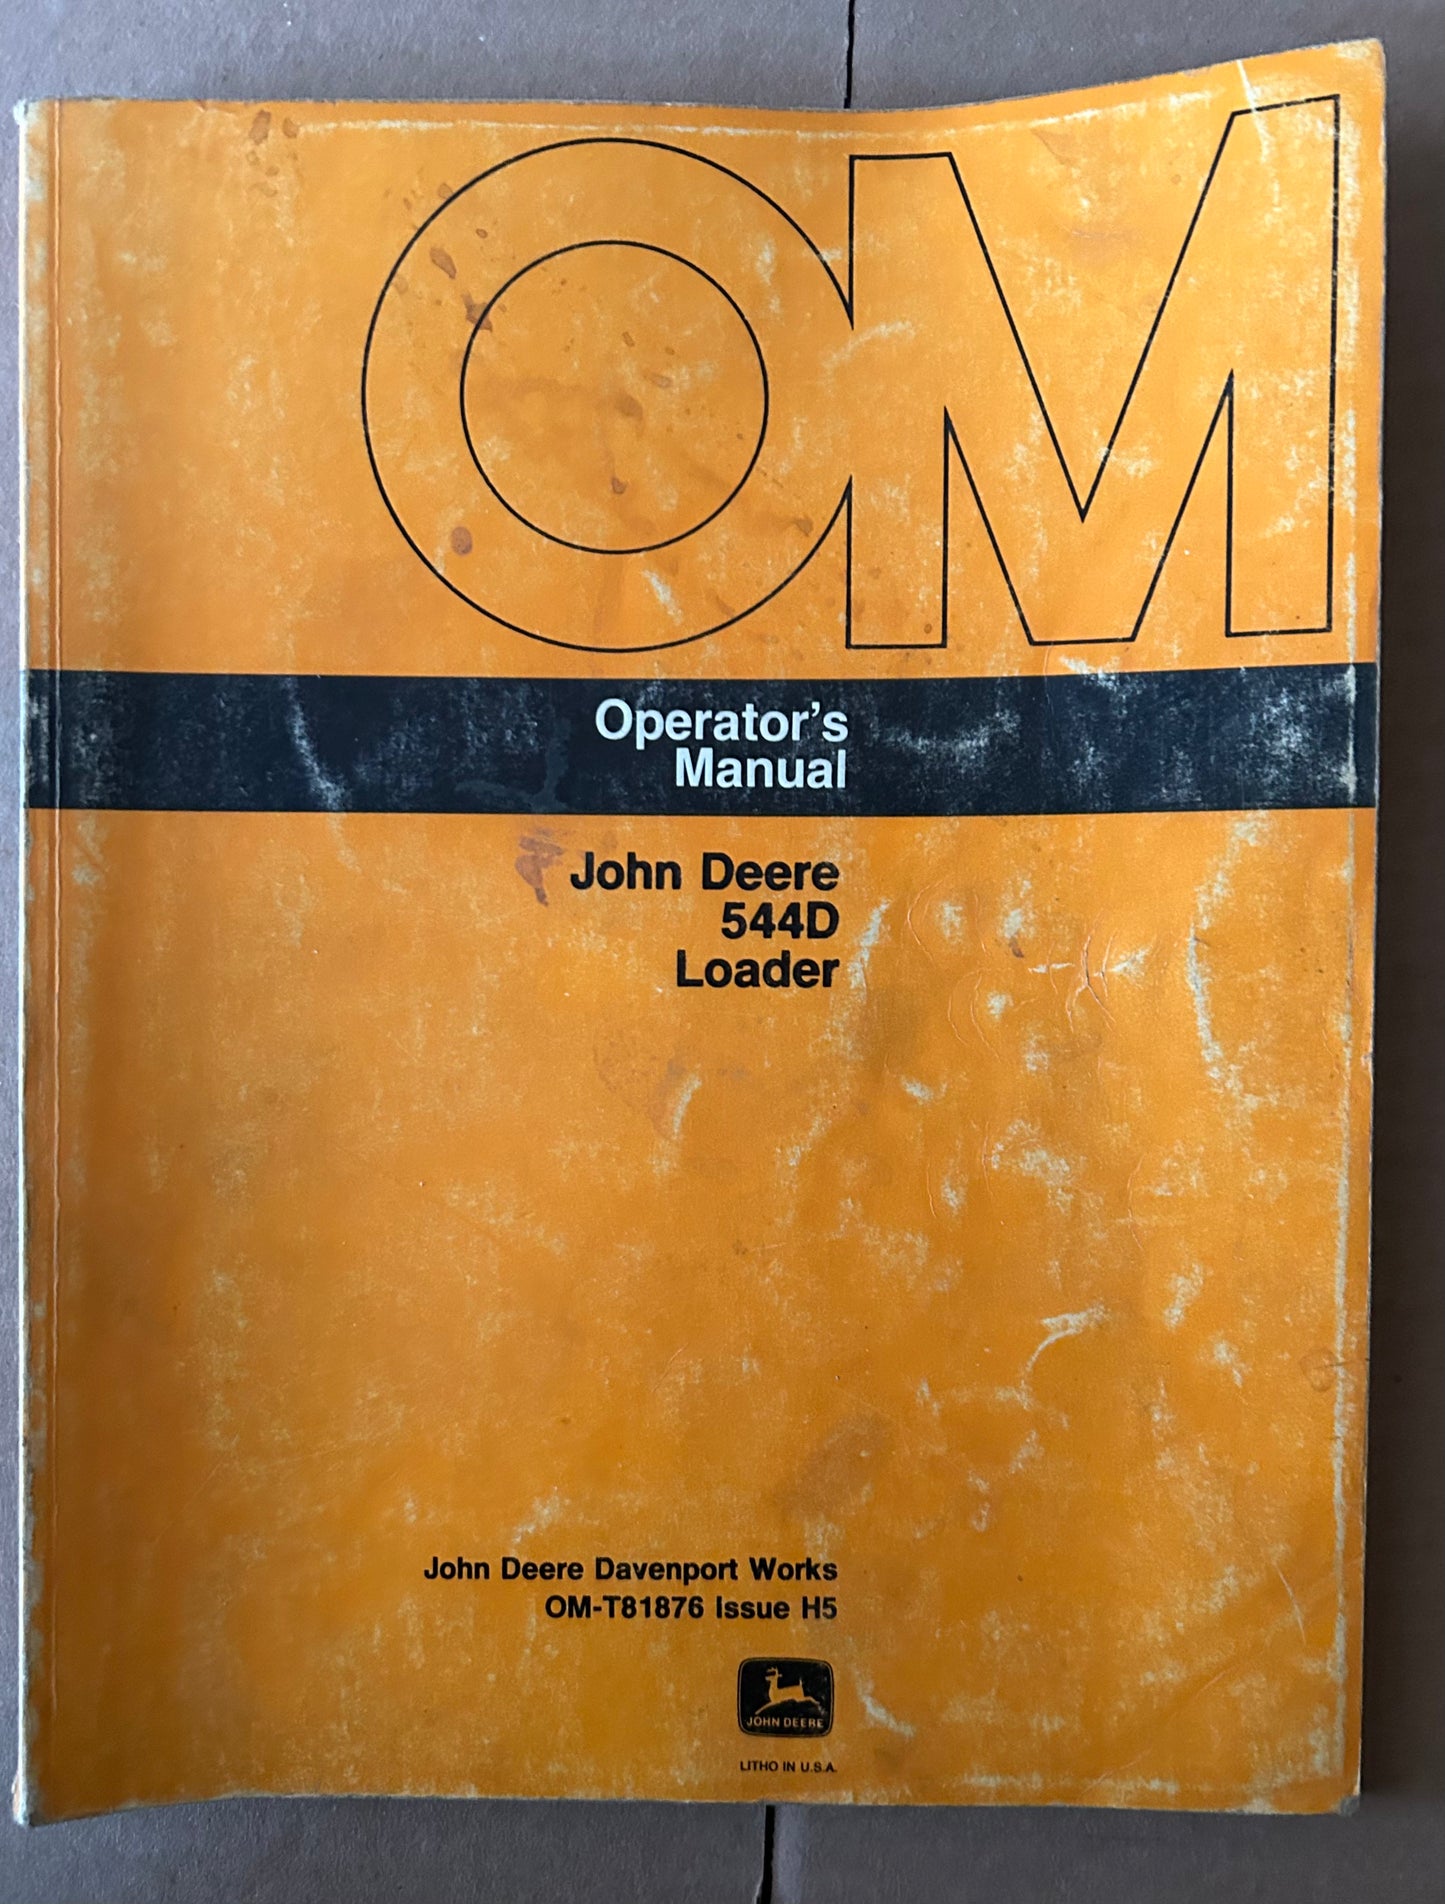 OM
Operator's
Manual
John Deere
544D
Loader
John Deere Davenport Works
OM-T81876 Issue H5
JOHN DEERE
LITHO IN U.S.A.